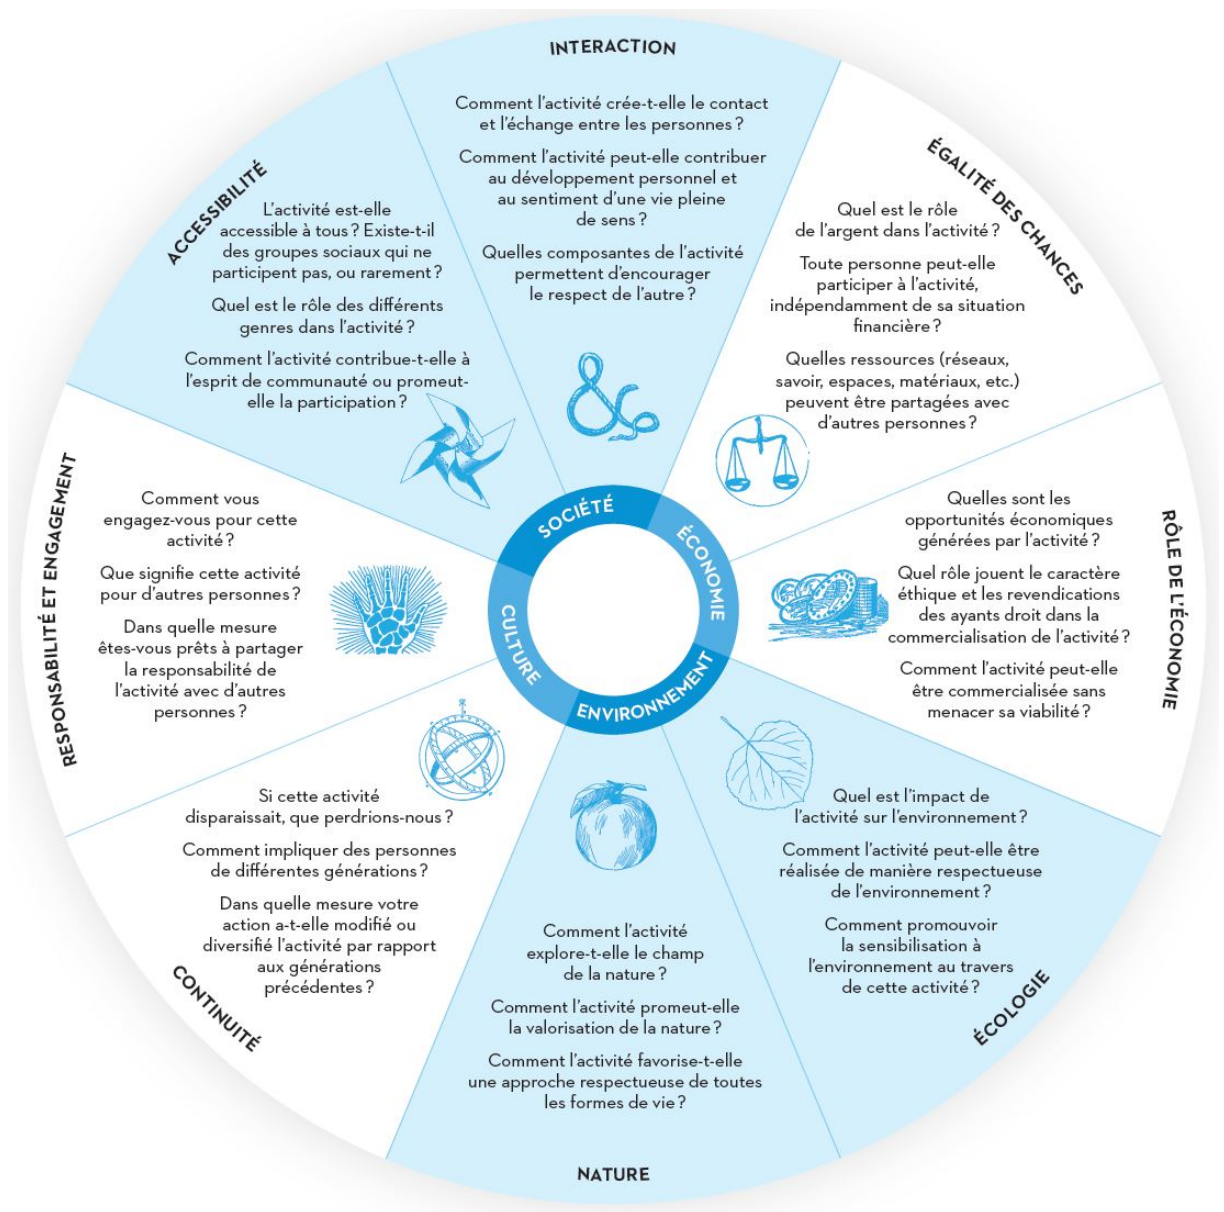 INTERACTION
Comment l’activité crée-t-elle le contact
et l’échange entre les personnes ?
Comment l’activité peut-elle contribuer
au développement personnel et
au sentiment d’une vie pleine
de sens ?
Quelles composantes de l’activité
permettent d’encourager
le respect de l’autre ?
ÉGALITÉ DES CHANCES
Quel est le rôle
de l’argent dans l’activité ?
Toute personne peut-elle
participer à l’activité,
indépendamment de sa situation
financière ?
Quelles ressources (réseaux,
savoir, espaces, matériaux, etc.)
peuvent être partagées avec
d’autres personnes ?
RÔLE DE L’ÉCONOMIE
Quelles sont les
opportunités économiques
générées par l’activité ?
Quel rôle jouent le caractère
éthique et les revendications
des ayants droit dans la
commercialisation de l’activité ?
Comment l’activité peut-elle
être commercialisée sans
menacer sa viabilité ?
ÉCOLOGIE
Quel est l’impact de
l’activité sur l’environnement ?
Comment l’activité peut-elle être
réalisée de manière respectueuse
de l’environnement ?
Comment promouvoir
la sensibilisation à
l’environnement au travers
de cette activité ?
NATURE
Comment l’activité
explore-t-elle le champ
de la nature ?
Comment l’activité promeut-elle
la valorisation de la nature ?
Comment l’activité favorise-t-elle
une approche respectueuse de toutes
les formes de vie ?
CONTINUITÉ
Si cette activité
disparaissait, que perdrions-nous ?
Comment impliquer des personnes
de différentes générations ?
Dans quelle mesure votre
action a-t-elle modifié ou
diversifié l’activité par rapport
aux générations
précédentes ?
RESPONSABILITÉ ET ENGAGEMENT
Comment vous
engagez-vous pour cette
activité ?
Que signifie cette activité
pour d’autres personnes ?
Dans quelle mesure
êtes-vous prêts à partager
la responsabilité de
l’activité avec d’autres
personnes ?
ACCESSIBILITÉ
L’activité est-elle
accessible à tous ? Existe-t-il
des groupes sociaux qui ne
participent pas, ou rarement ?
Quel est le rôle des différents
genres dans l’activité ?
Comment l’activité contribue-t-elle à
l’esprit de communauté ou promeut-
elle la participation ?
SOCIÉTÉ
ÉCONOMIE
ENVIRONNEMENT
CULTURE